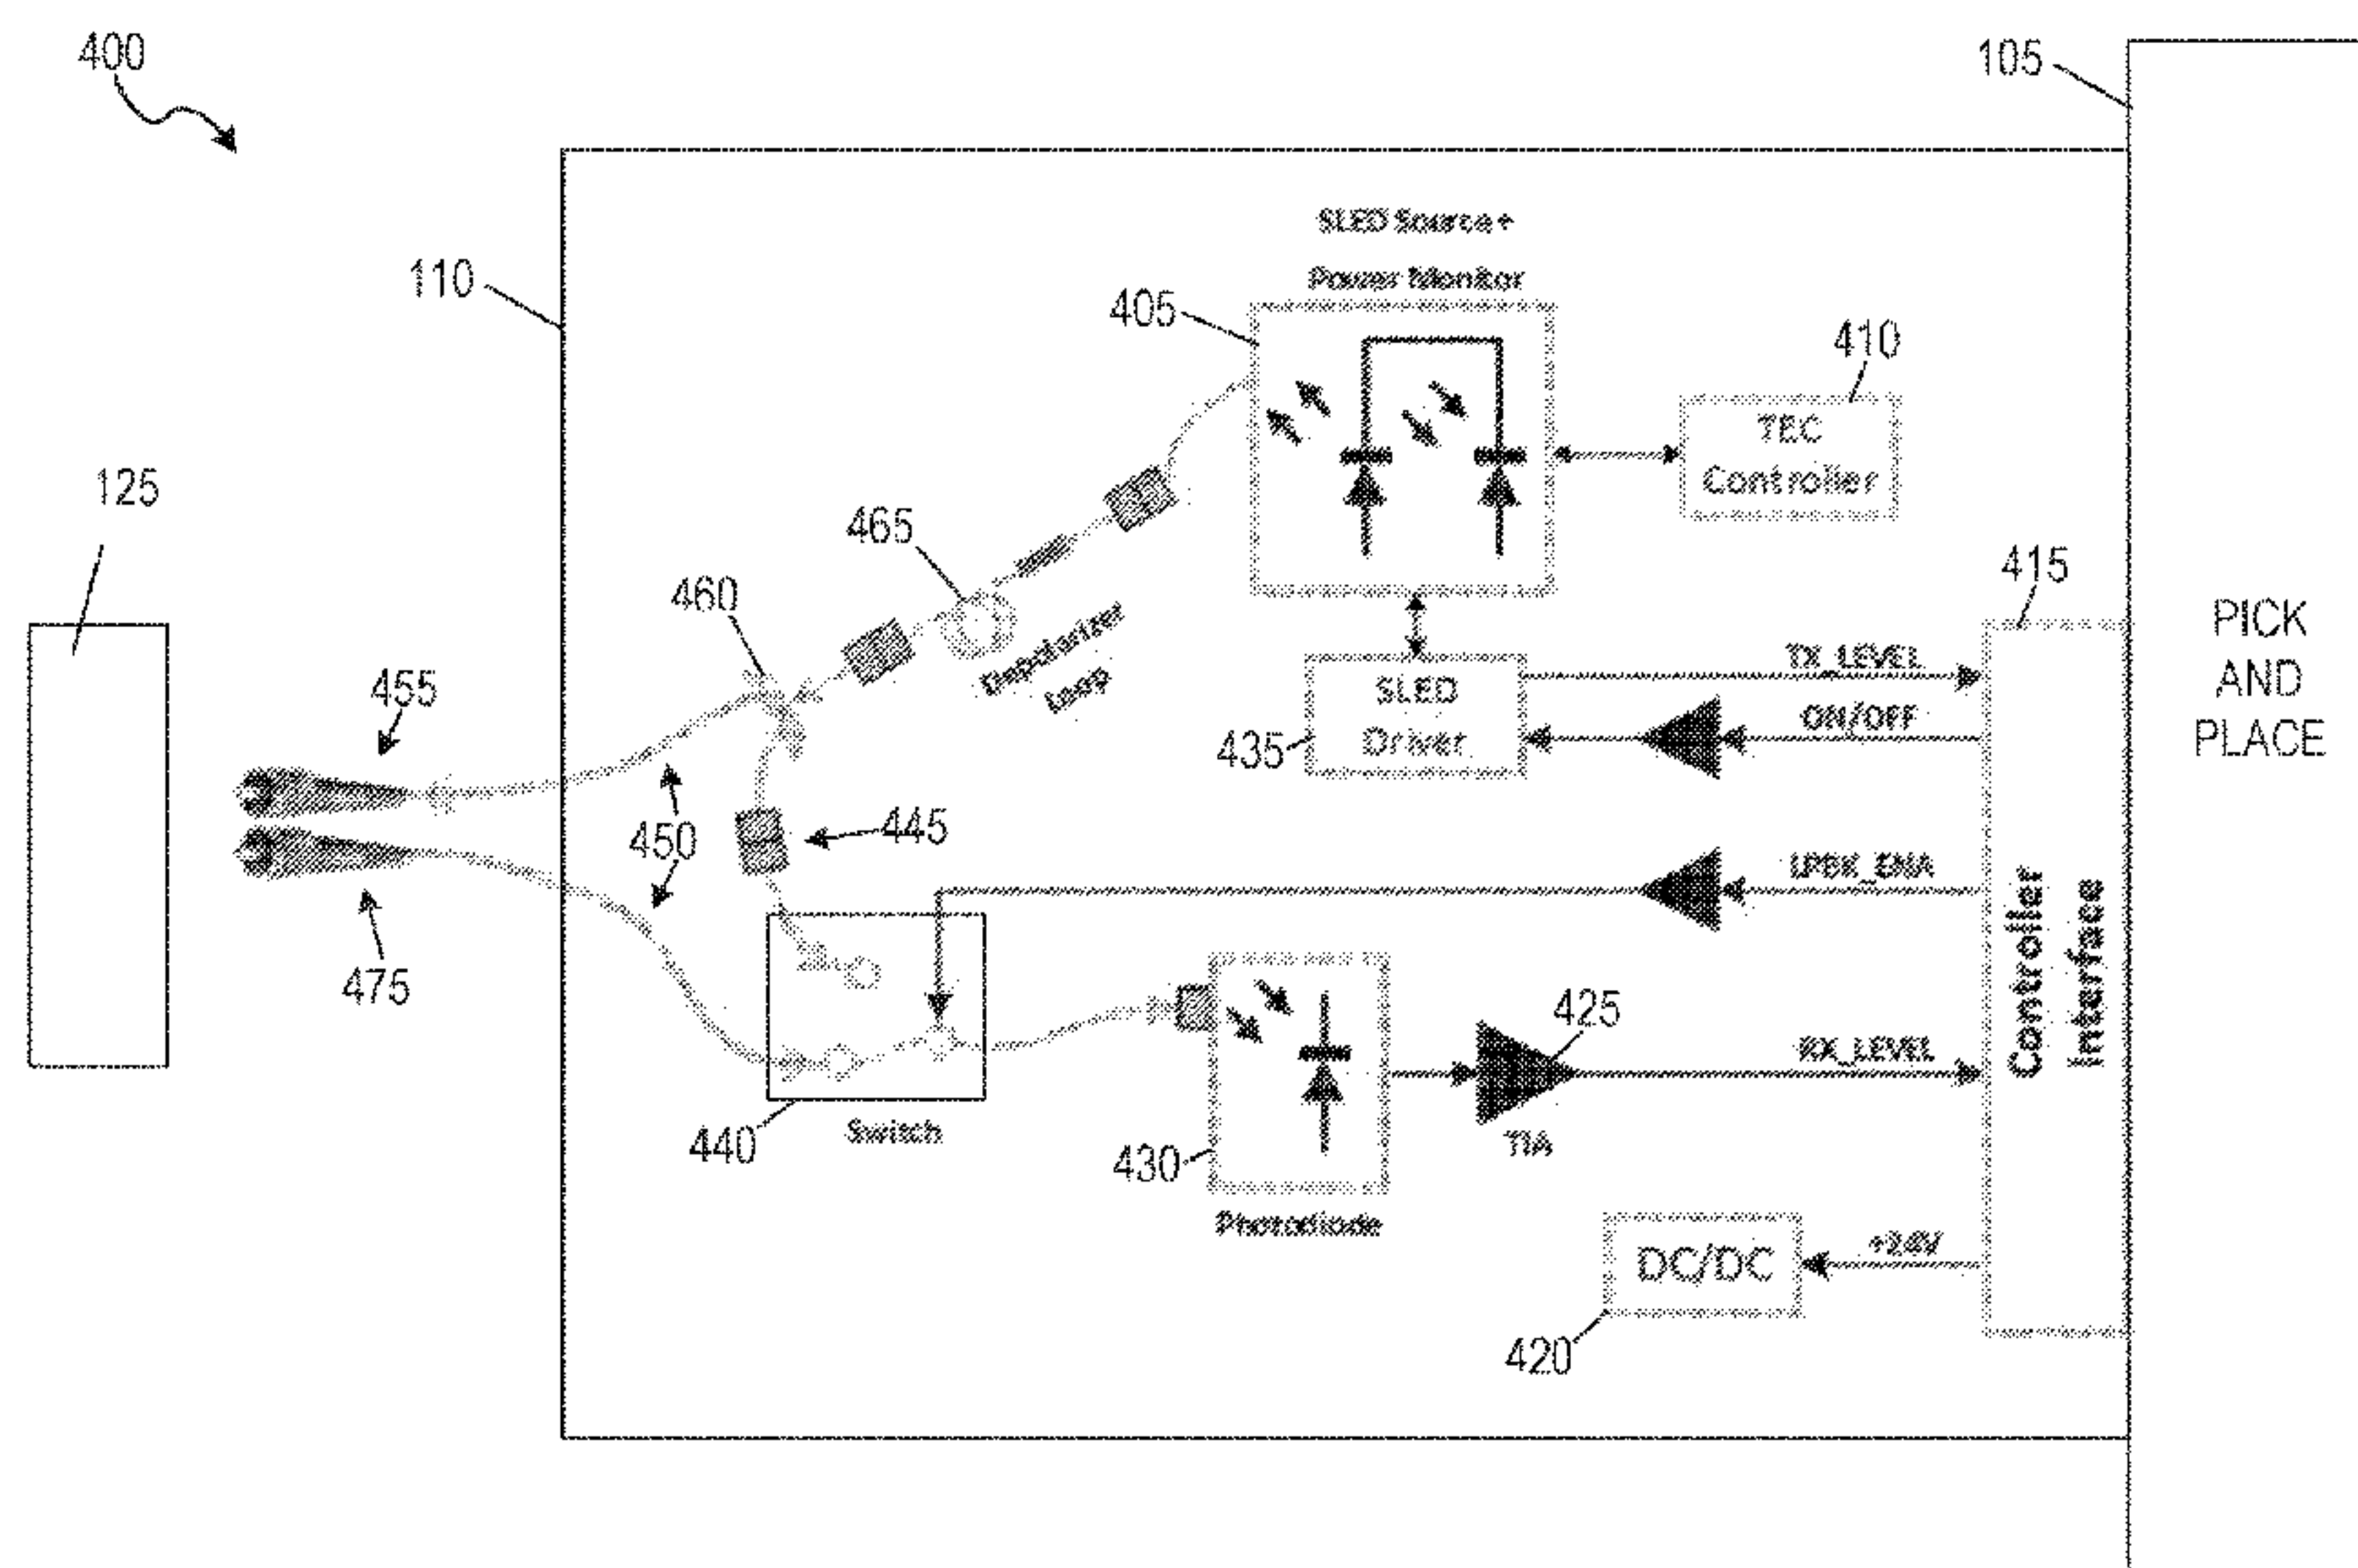 400
105
SLED Source +
Power Monitor
110
405
410
TEC
Controller
125
465
460
Depolarizer
Loop
415
PICK
AND
PLACE
455
TX_LEVEL
SLED
Driver
435
ON/OFF
450
445
LPBK_ENA
475
Controller
Interface
425
RX_LEVEL
440
Switch
430
TIA
Photodiode
DC/DC
+24V
420